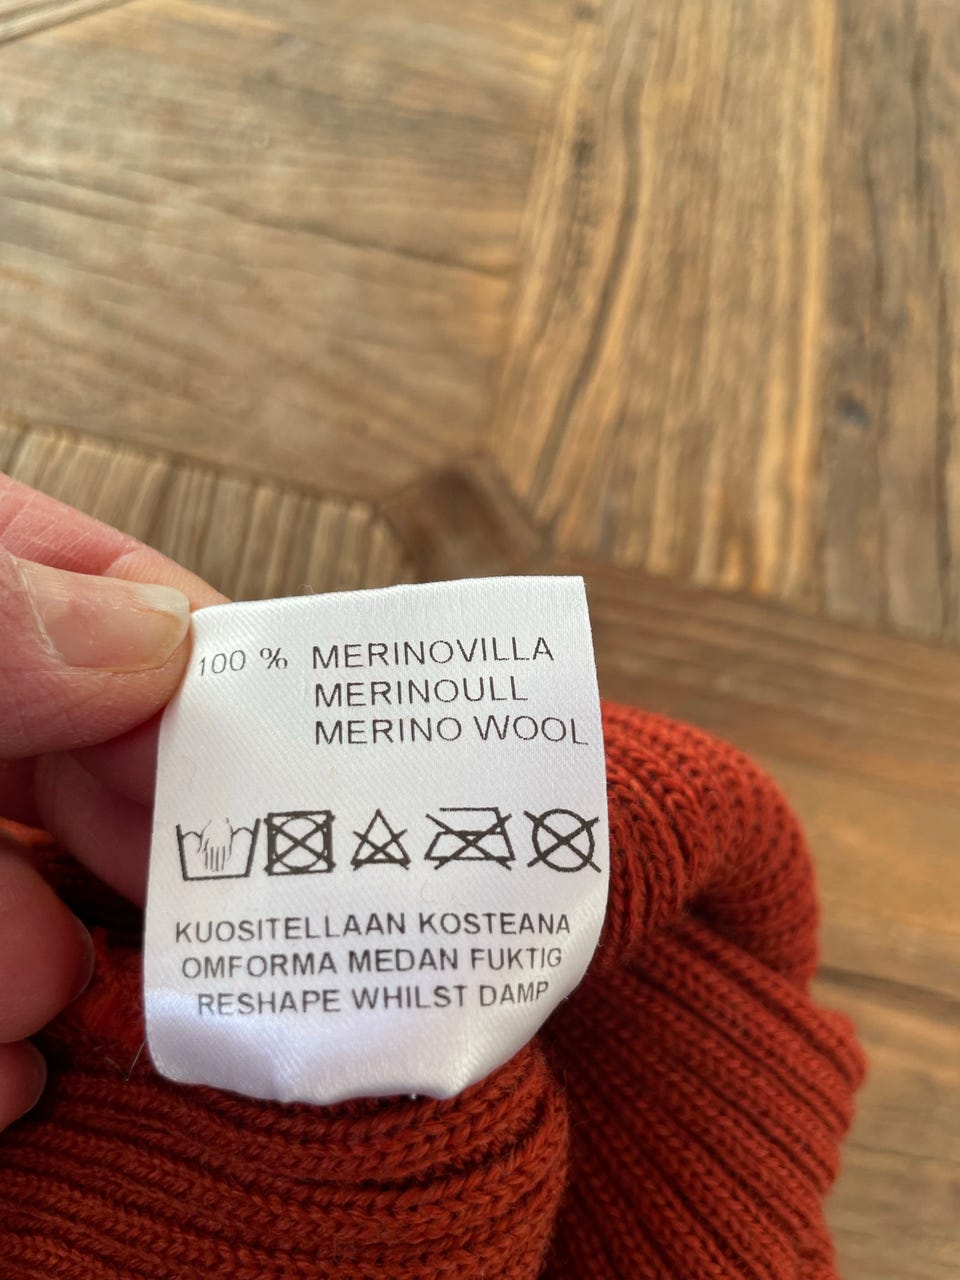 100 % MERINOVILLA
MERINOULL
MERINO WOOL
KUOSITELLAAN KOSTEANA
OMFORMA MEDAN FUKTIG
RESHAPE WHILST DAMP